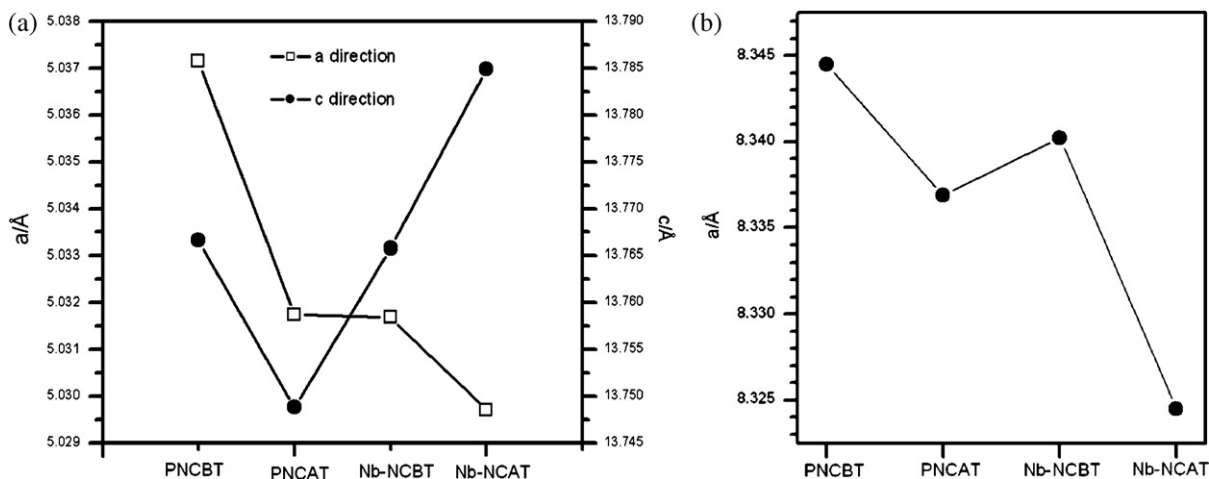 (a)
5.038
5.037
5.036
5.035
5.034
5.033
5.032
5.031
5.030
5.029
a/Å
a direction
c direction
13.790
13.785
13.780
13.775
13.770
13.765
13.760
13.755
13.750
13.745
c/Å
PNCBT PNCAT Nb-NCBT Nb-NCAT
(b)
8.345
8.340
8.335
8.330
8.325
a/Å
PNCBT PNCAT Nb-NCBT Nb-NCAT